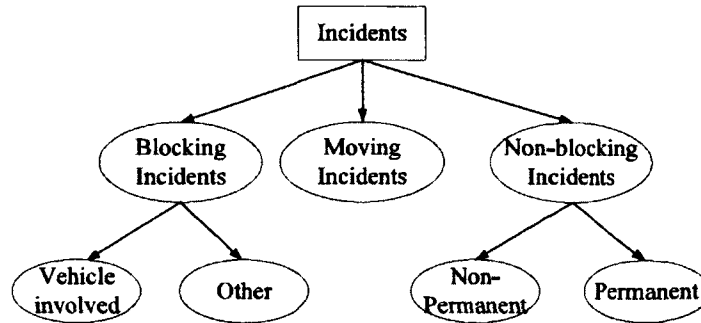 Incidents
Blocking
Incidents
Moving
Incidents
Non-blocking
Incidents
Vehicle
involved
Other
Non-
Permanent
Permanent